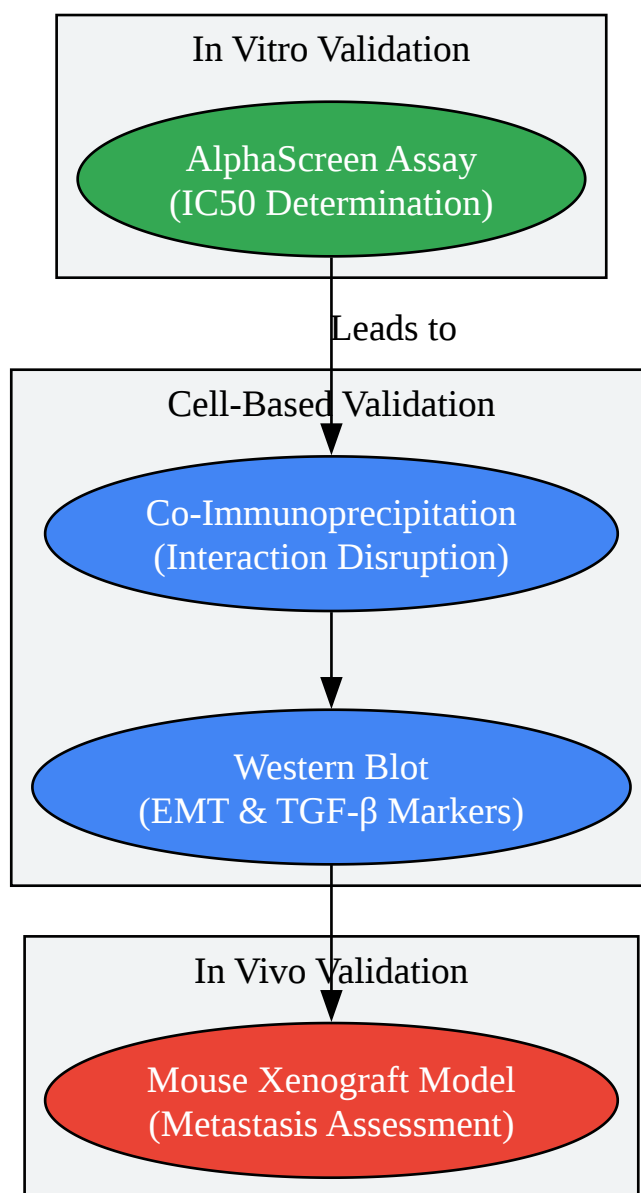 In Vitro Validation
AlphaScreen Assay
(IC50 Determination)
Leads to
Cell-Based Validation
Co-Immunoprecipitation
(Interaction Disruption)
Western Blot
(EMT & TGF-β Markers)
In Vivo Validation
Mouse Xenograft Model
(Metastasis Assessment)